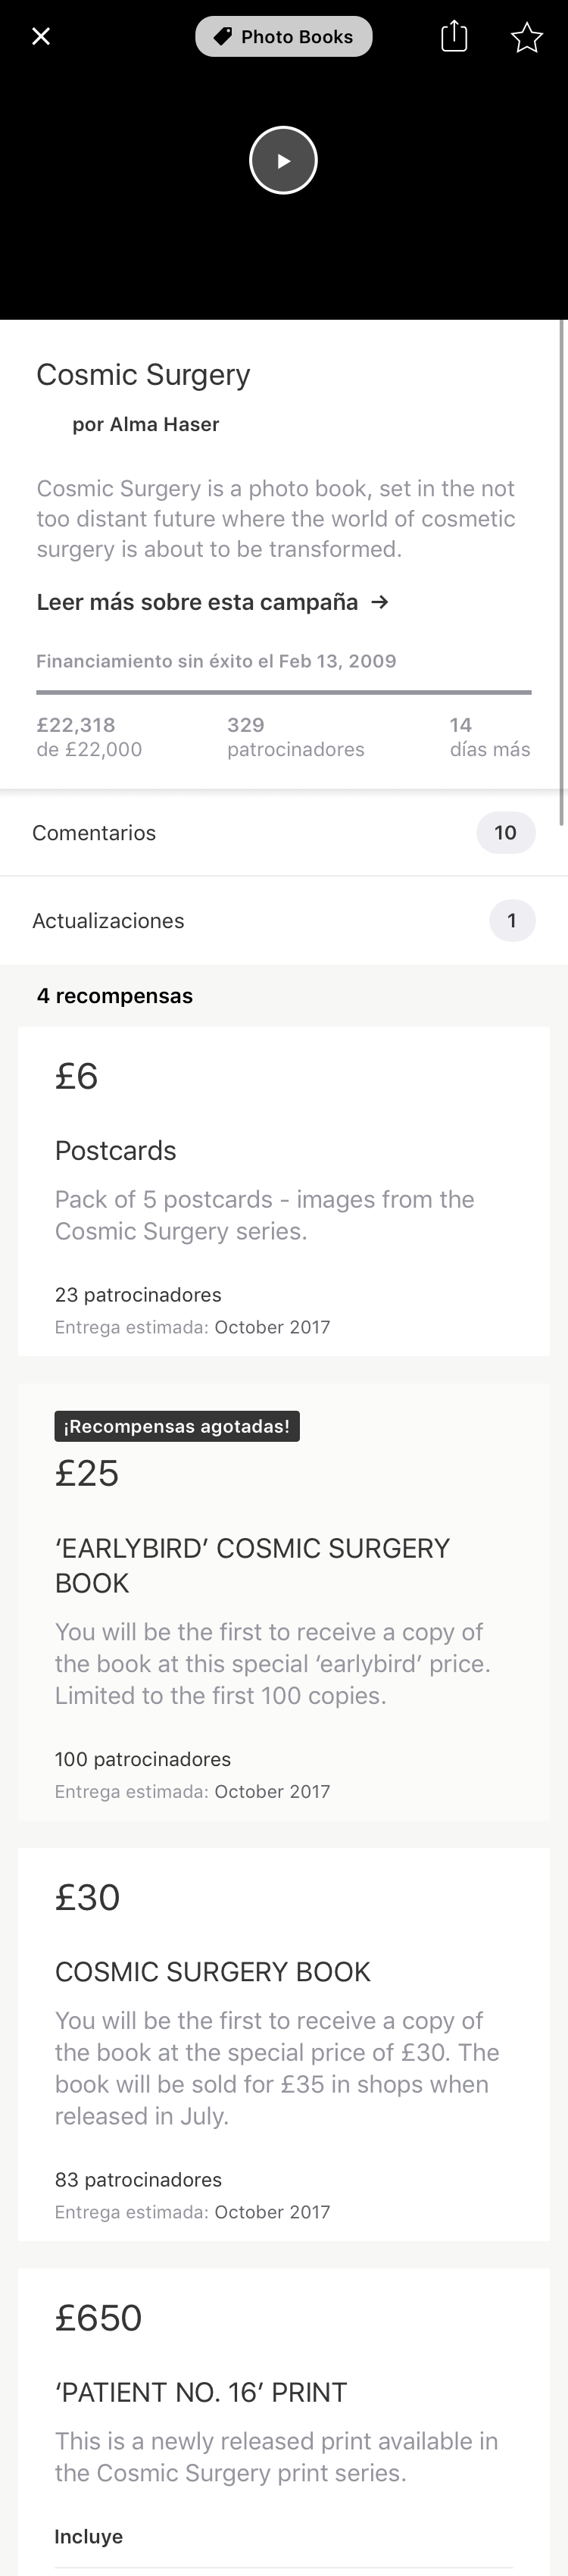 Photo Books
Cosmic Surgery
por Alma Haser
Cosmic Surgery is a photo book, set in the not
too distant future where the world of cosmetic
surgery is about to be transformed.
Leer más sobre esta campaña →
Financiamiento sin éxito el Feb 13, 2009
£22,318 329 14
de £22,000 patrocinadores días más
Comentarios 10
Actualizaciones 1
4 recompensas
£6
Postcards
Pack of 5 postcards - images from the
Cosmic Surgery series.
23 patrocinadores
Entrega estimada: October 2017
¡Recompensas agotadas!
£25
‘EARLYBIRD’ COSMIC SURGERY
BOOK
You will be the first to receive a copy of
the book at this special ‘earlybird’ price.
Limited to the first 100 copies.
100 patrocinadores
Entrega estimada: October 2017
£30
COSMIC SURGERY BOOK
You will be the first to receive a copy of
the book at the special price of £30. The
book will be sold for £35 in shops when
released in July.
83 patrocinadores
Entrega estimada: October 2017
£650
‘PATIENT NO. 16’ PRINT
This is a newly released print available in
the Cosmic Surgery print series.
Incluye